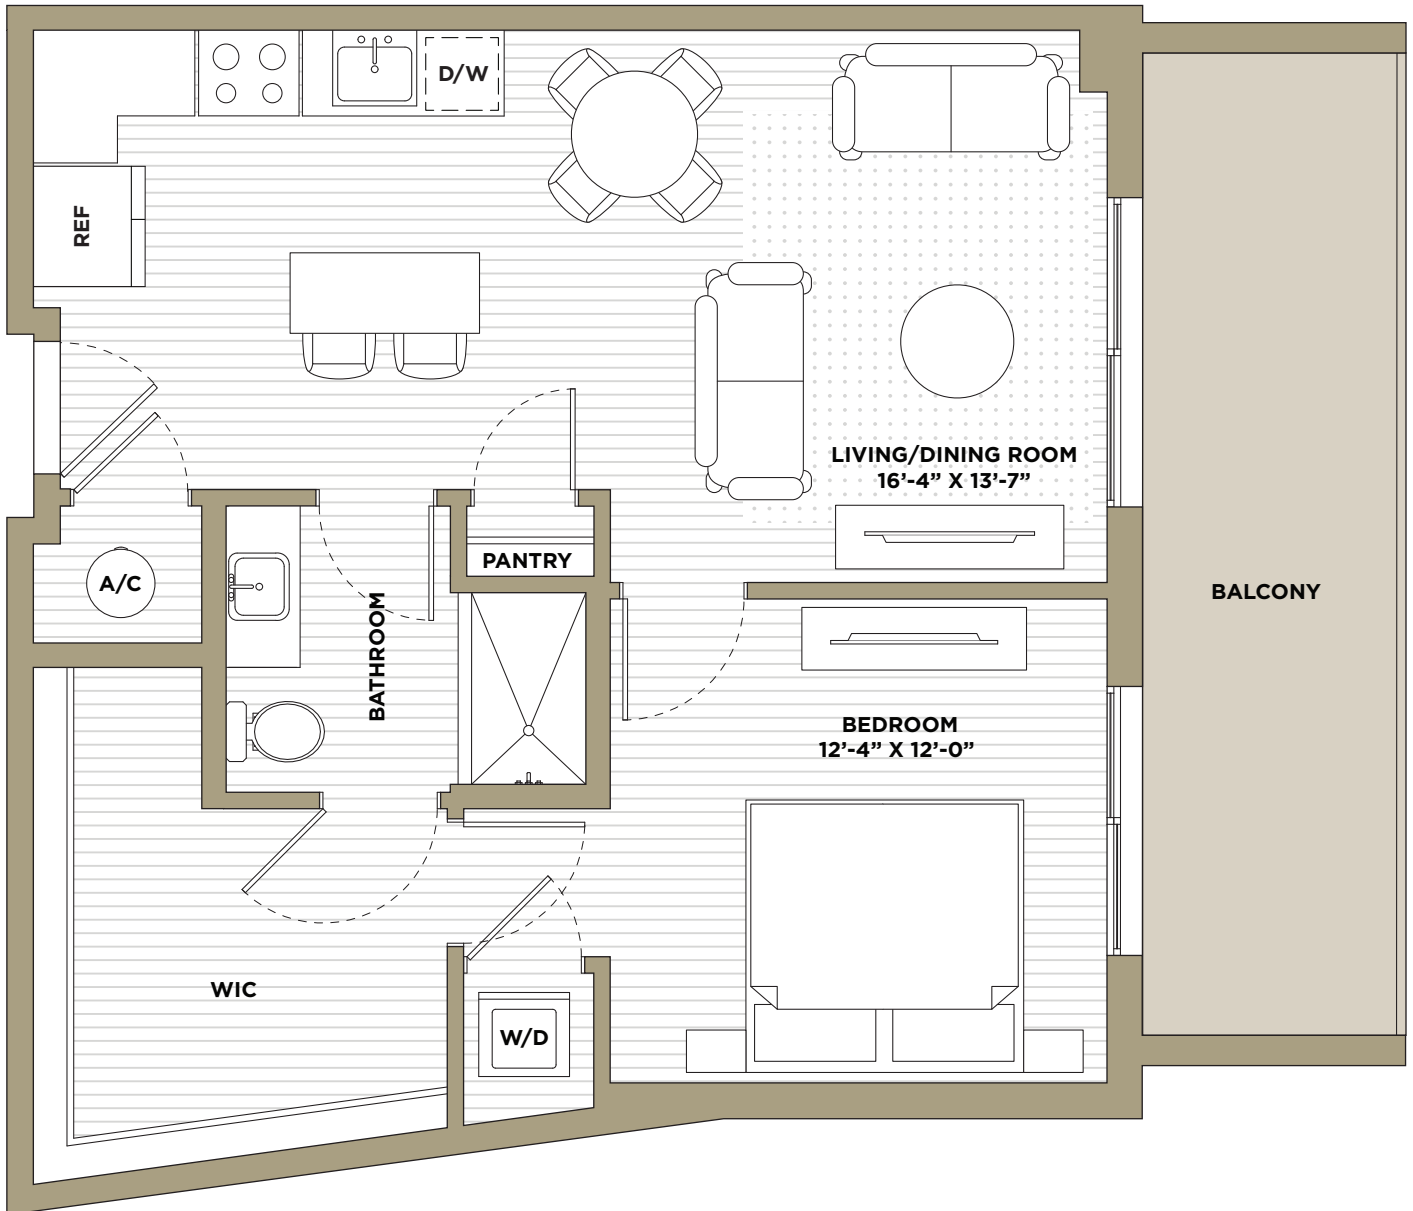 D/W
REF
LIVING/DINING ROOM
16’-4” X 13’-7”
PANTRY
A/C
BATHROOM
BALCONY
BEDROOM
12’-4” X 12’-0”
WIC
W/D